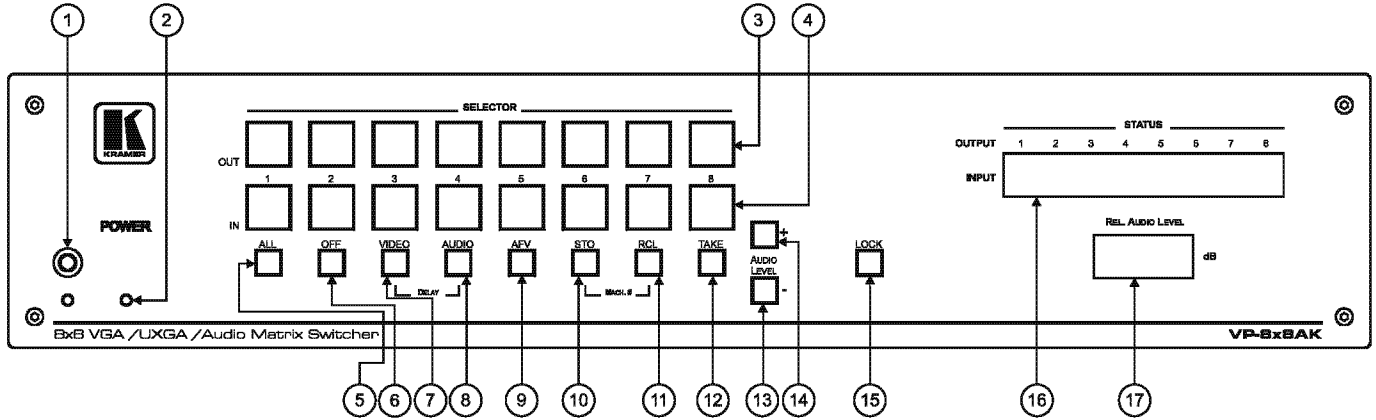 1 2 3 4
SELECTOR
STATUS
OUTPUT 1 2 3 4 5 6 7 8
KRAMER
OUT
INPUT
1 2 3 4 5 6 7 8
IN
POWER
REL. AUDIO LEVEL
+
ALL OFF VIDEO AUDIO AFV STO RCL TAKE
LOCK
AUDIO
LEVEL
dB
DELAY
MACH. #
-
8x8 VGA /UXGA /Audio Matrix Switcher
VP-8x8AK
5 6 7 8 9 10 11 12 13 14 15 16 17